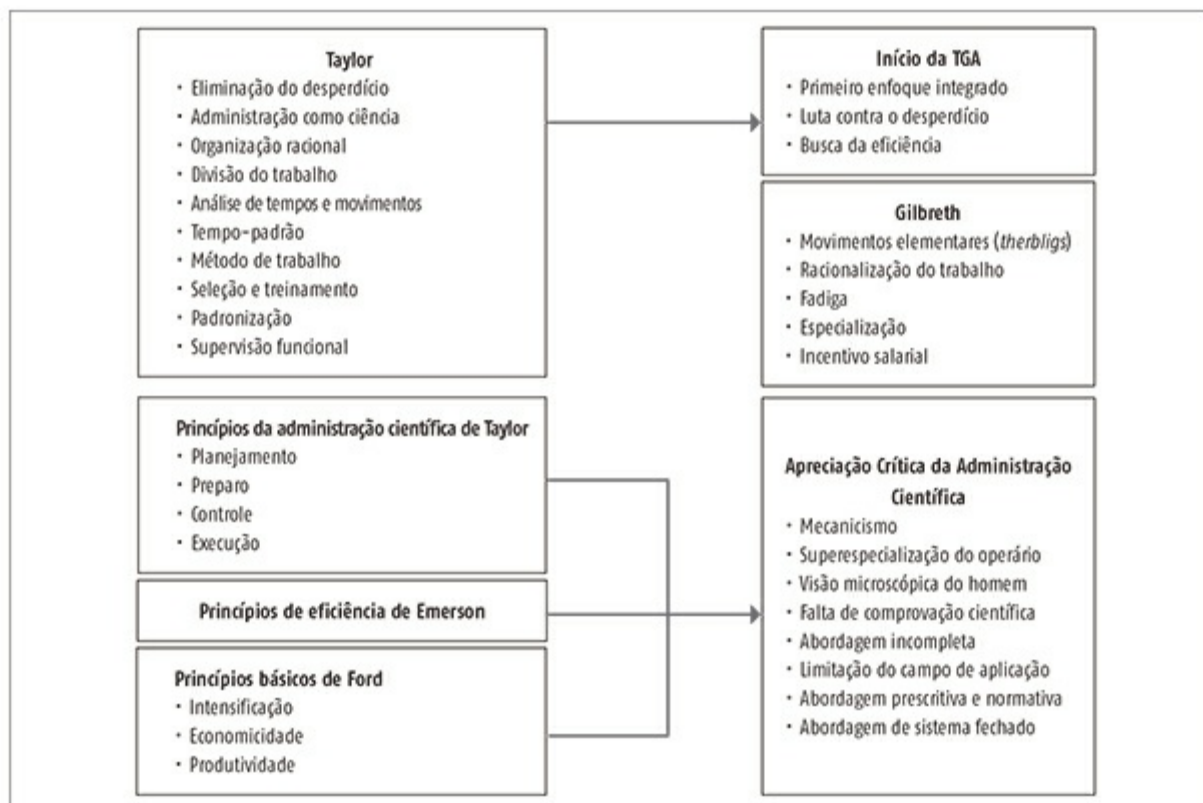 Taylor
• Eliminação do desperdício
• Administração como ciência
• Organização racional
• Divisão do trabalho
• Análise de tempos e movimentos
• Tempo-padrão
• Método de trabalho
• Seleção e treinamento
• Padronização
• Supervisão funcional
Início da TGA
• Primeiro enfoque integrado
• Luta contra o desperdício
• Busca da eficiência
Gilbreth
• Movimentos elementares (therbligs)
• Racionalização do trabalho
• Fadiga
• Especialização
• Incentivo salarial
Princípios da administração científica de Taylor
• Planejamento
• Preparo
• Controle
• Execução
Princípios de eficiência de Emerson
Princípios básicos de Ford
• Intensificação
• Economicidade
• Produtividade
Apreciação Crítica da Administração
Científica
• Mecanicismo
• Superespecialização do operário
• Visão microscópica do homem
• Falta de comprovação científica
• Abordagem incompleta
• Limitação do campo de aplicação
• Abordagem prescritiva e normativa
• Abordagem de sistema fechado